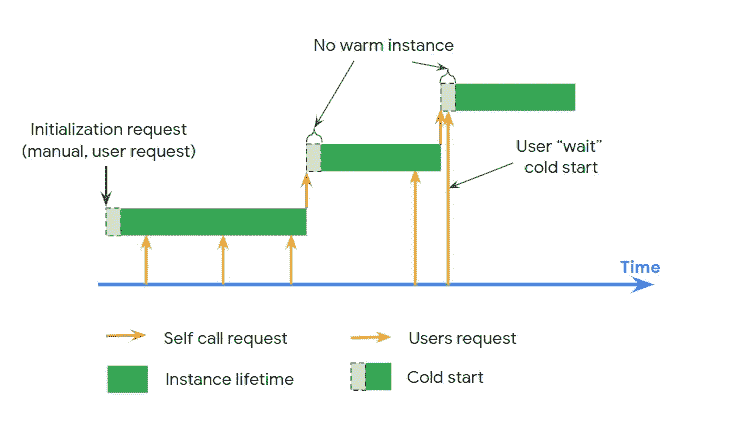 No warm instance
Initialization request
(manual, user request)
User “wait”
cold start
Time
Self call request
Users request
Instance lifetime
Cold start